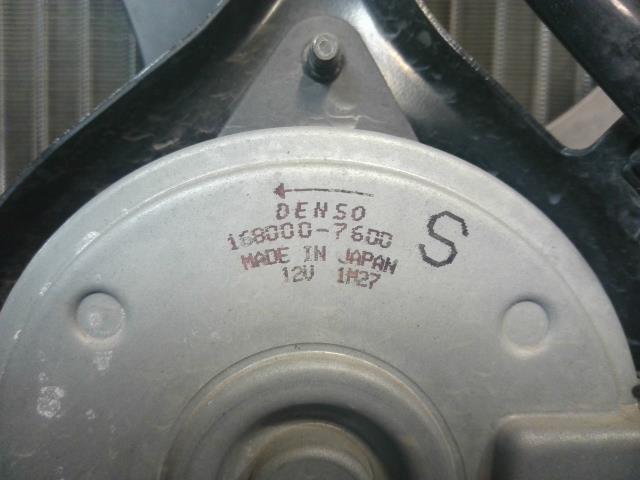 DENSO
168000-7600
MADE IN JAPAN
12V 1M27
S